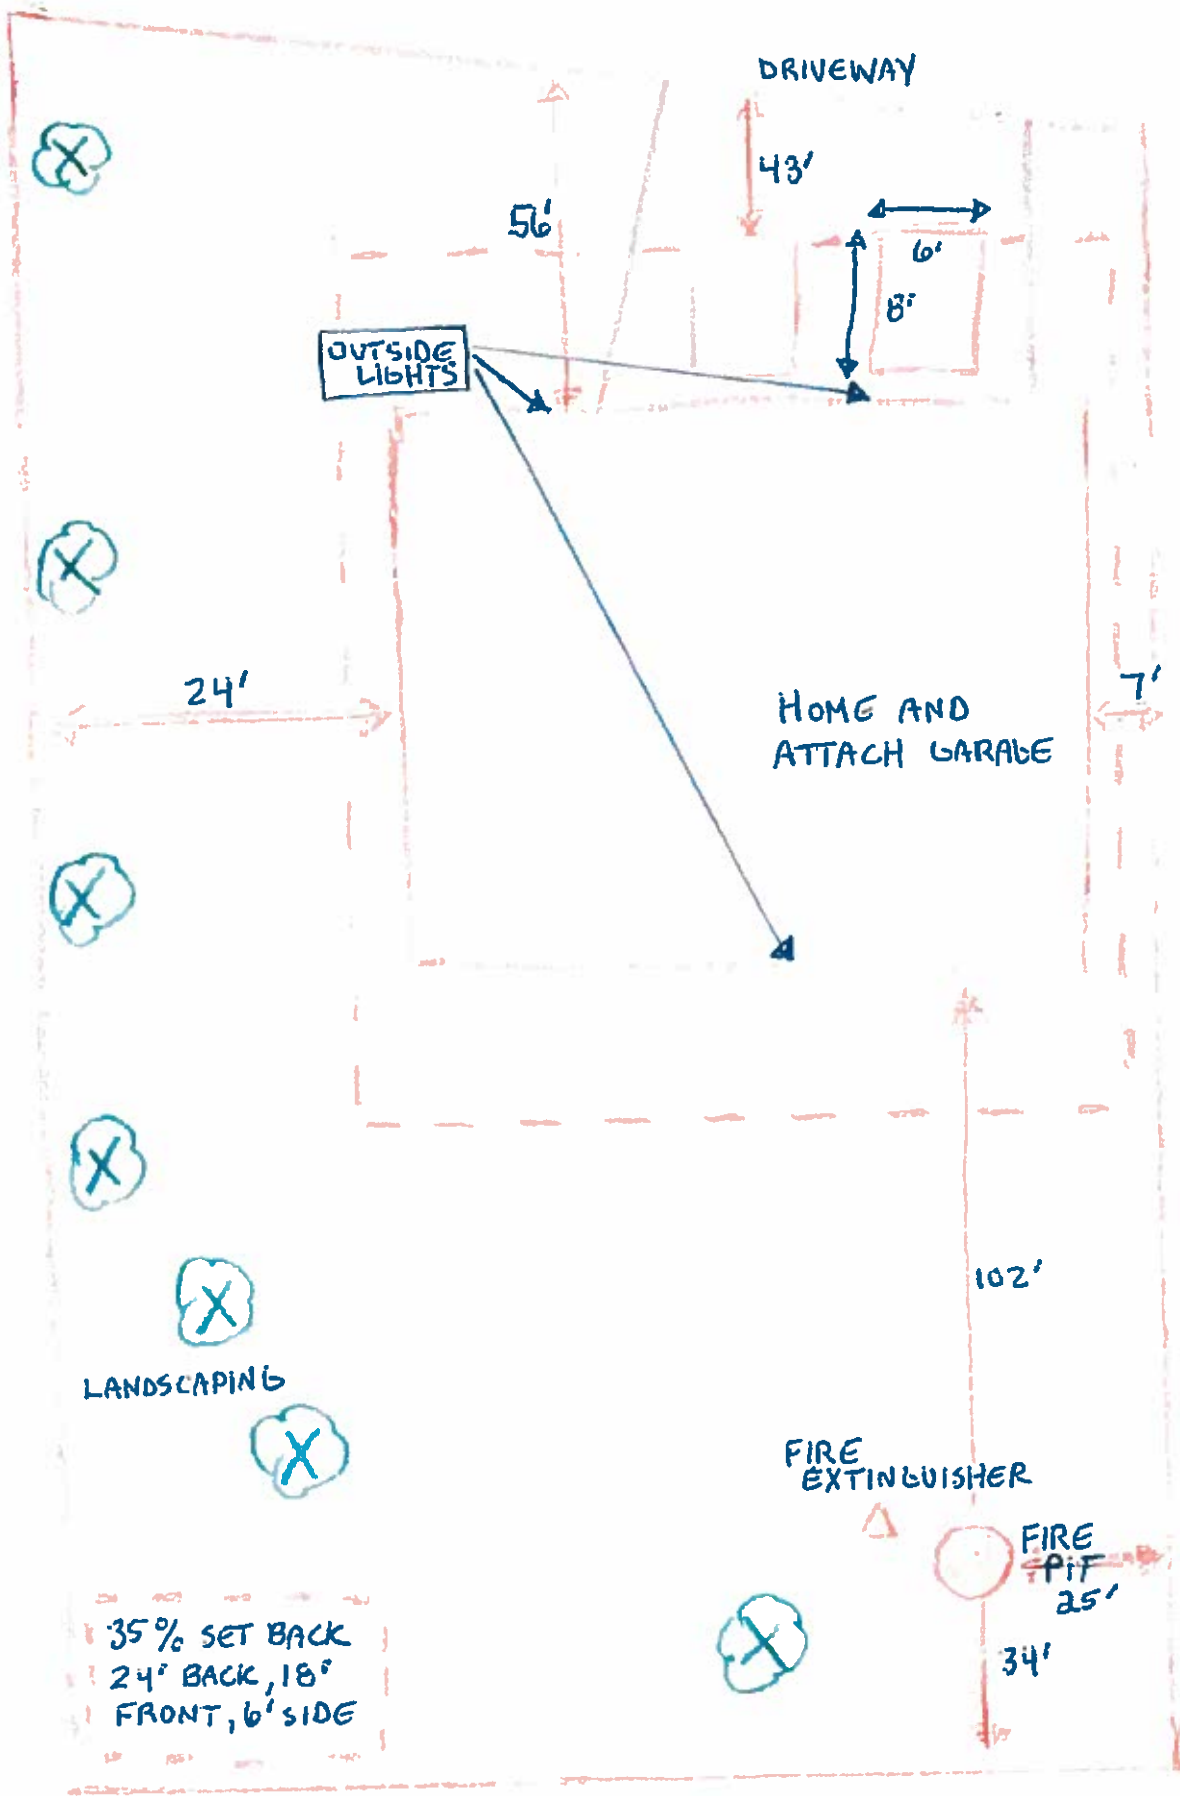 DRIVEWAY
43'
56'
6'
8'
OUTSIDE
LIGHTS
24'
7'
HOME AND
ATTACH GARAGE
102'
LANDSCAPING
FIRE
EXTINGUISHER
FIRE
PIT
25'
34'
35% SET BACK
24' BACK, 18'
FRONT, 6' SIDE